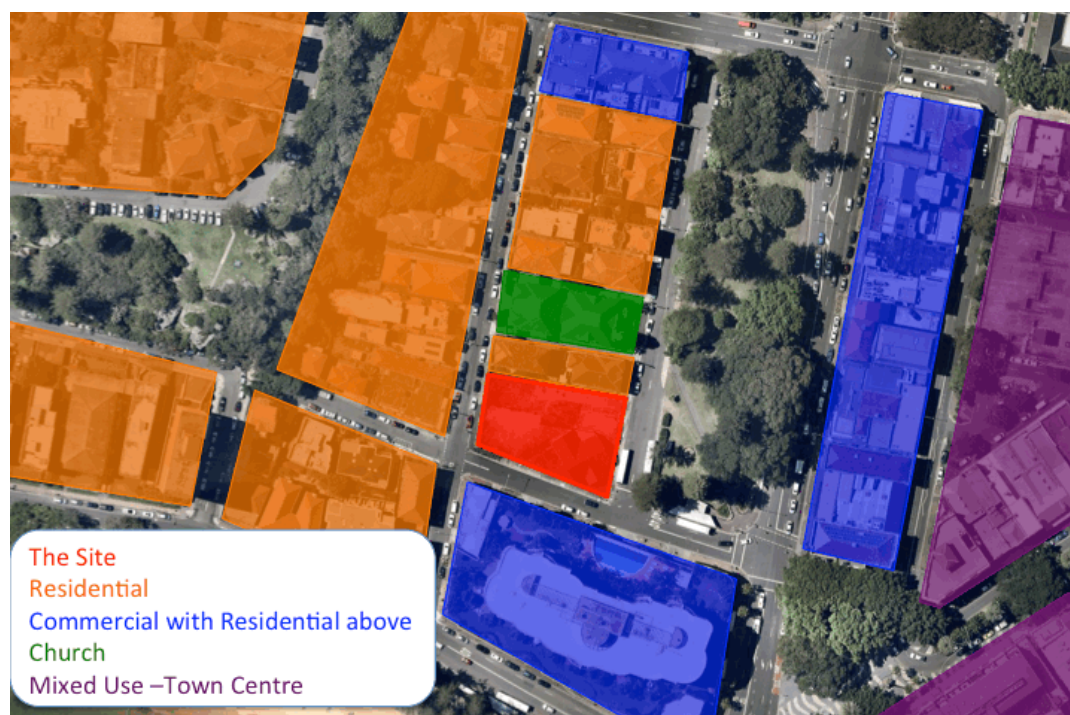 The Site
Residential
Commercial with Residential above
Church
Mixed Use –Town Centre